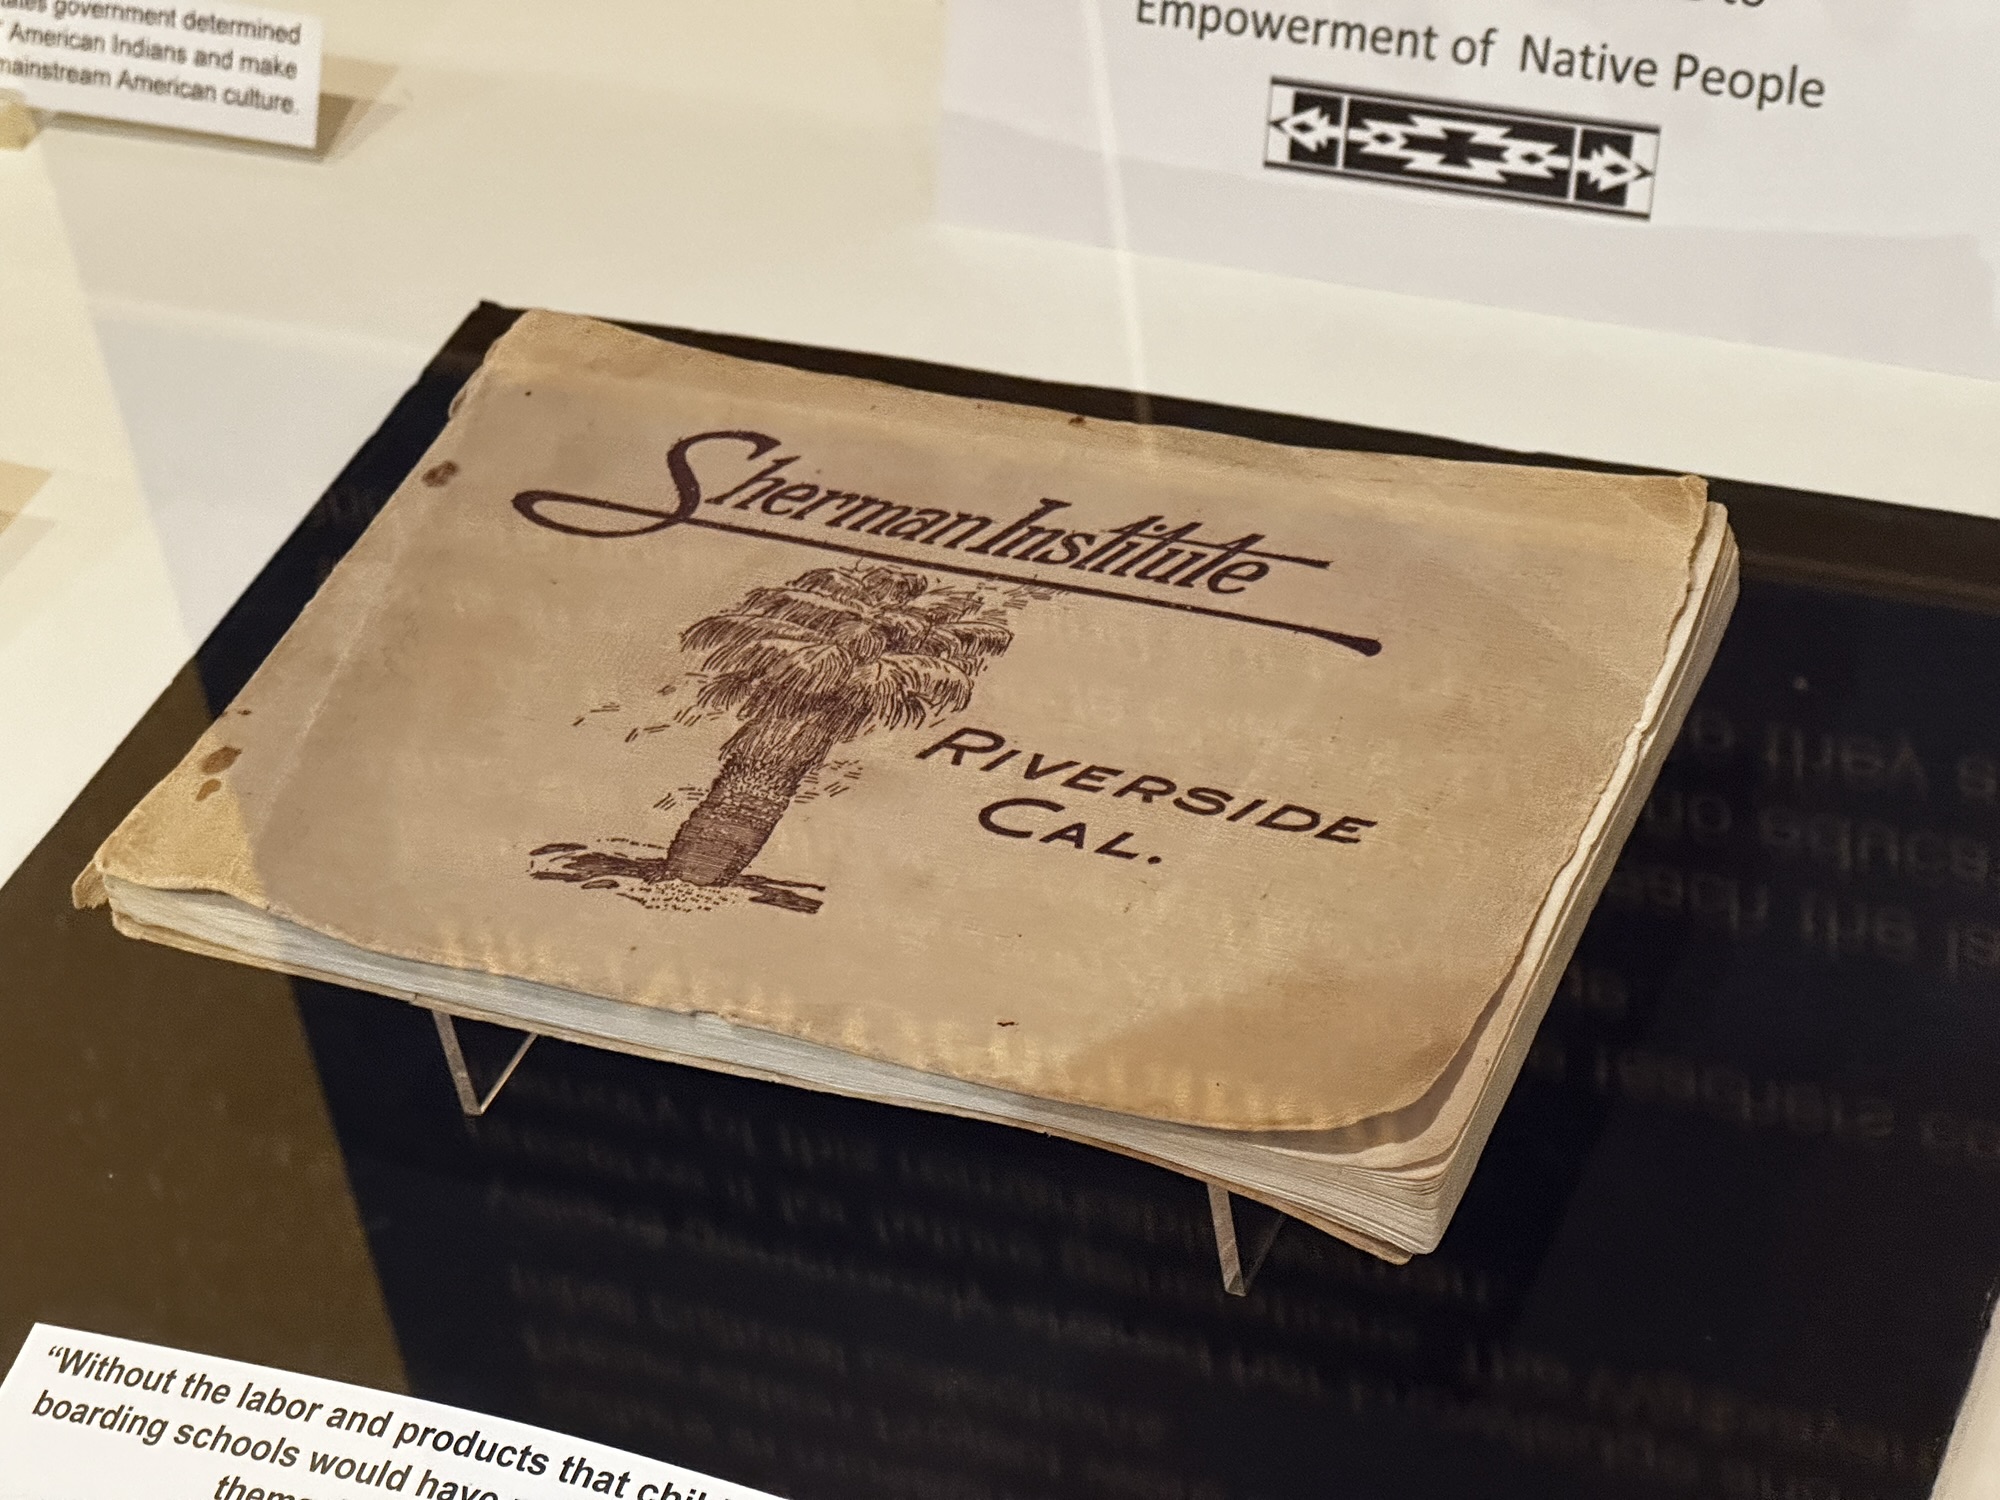 government determined
American Indians and make
mainstream American culture.
to
Empowerment of Native People
Sherman Institute
RIVERSIDE
CAL.
“Without the labor and products that
boarding schools would have